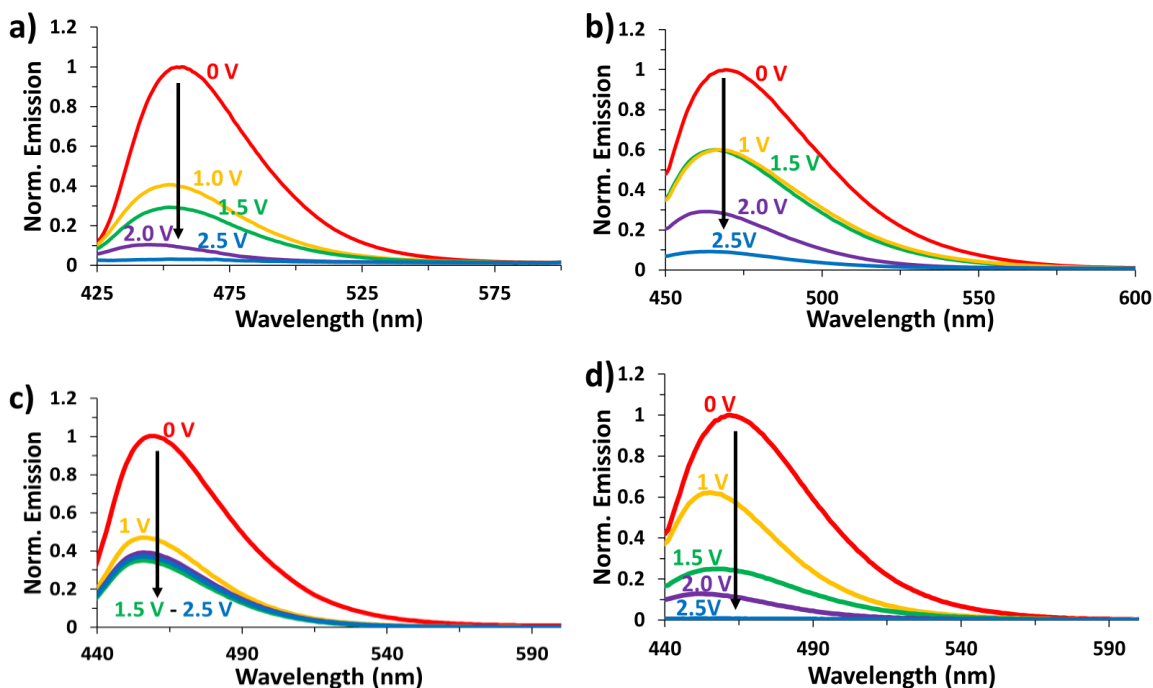 a)
Norm. Emission
1.2
1
0.8
0.6
0.4
0.2
0
0 V
1.0 V
1.5 V
2.0 V
2.5 V
425
475
525
575
Wavelength (nm)
b)
Norm. Emission
1.2
1
0.8
0.6
0.4
0.2
0
0 V
1 V
1.5 V
2.0 V
2.5V
450
500
550
600
Wavelength (nm)
c)
Norm. Emission
1.2
1
0.8
0.6
0.4
0.2
0
0 V
1 V
1.5 V - 2.5 V
440
490
540
590
Wavelength (nm)
d)
Norm. Emission
1.2
1
0.8
0.6
0.4
0.2
0
0 V
1 V
1.5 V
2.0 V
2.5V
440
490
540
590
Wavelength (nm)